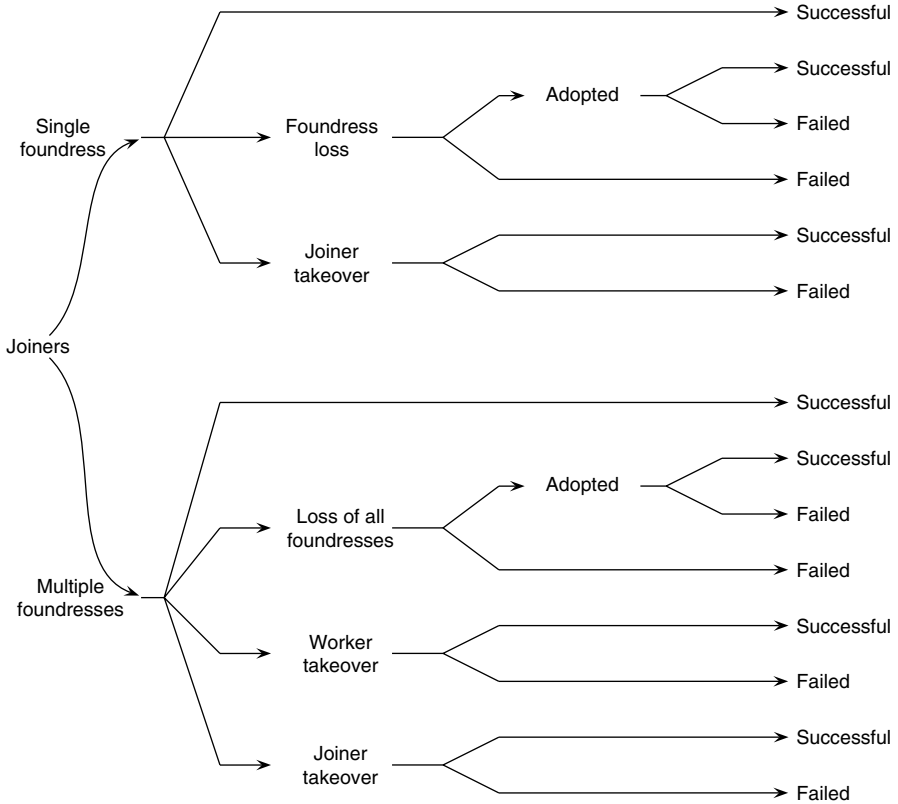 Successful
Successful
Adopted
Failed
Single
foundress
Foundress
loss
Failed
Successful
Joiner
takeover
Failed
Joiners
Successful
Successful
Adopted
Failed
Loss of all
foundresses
Failed
Multiple
foundresses
Successful
Worker
takeover
Failed
Successful
Joiner
takeover
Failed